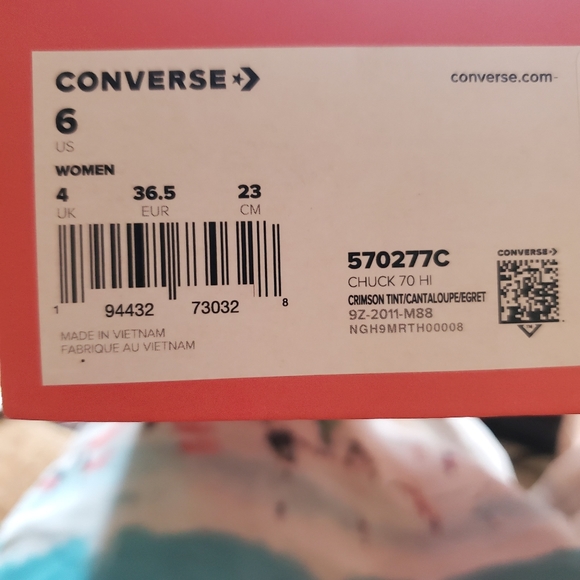 CONVERSE
converse.com
6
US
WOMEN
4 36.5 23
UK EUR CM
1 94432 73032 8
MADE IN VIETNAM
FABRIQUE AU VIETNAM
570277C
CHUCK 70 HI
CRIMSON TINT/CANTALOUPE/EGRET
9Z-2011-M88
NGH9MRTH00008
CONVERSE